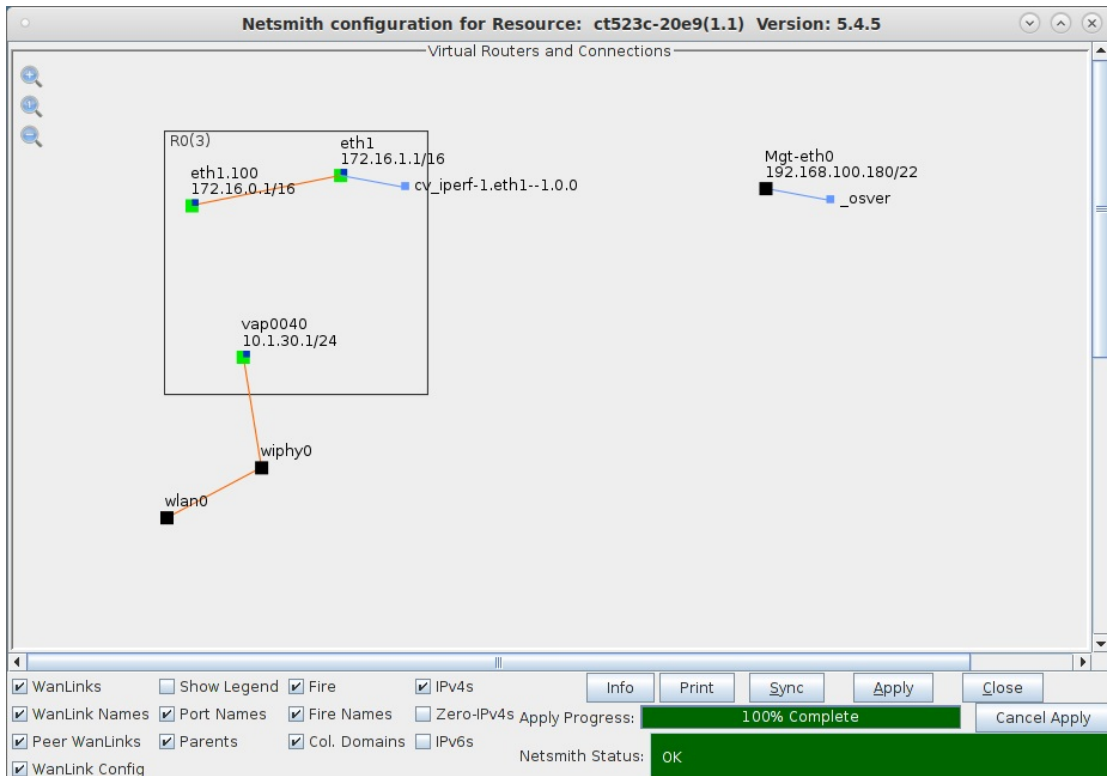 Netsmith configuration for Resource:  ct523c-20e9(1.1)  Version: 5.4.5
Virtual Routers and Connections
R0(3)
eth1
172.16.1.1/16
eth1.100
172.16.0.1/16
cv_iperf-1.eth1--1.0.0
Mgt-eth0
192.168.100.180/22
_osver
vap0040
10.1.30.1/24
wiphy0
wlan0
WanLinks
Show Legend
Fire
IPv4s
Info
Print
Sync
Apply
Close
WanLink Names
Port Names
Fire Names
Zero-IPv4s
Apply Progress:
100% Complete
Cancel Apply
Peer WanLinks
Parents
Col. Domains
IPv6s
Netsmith Status:
OK
WanLink Config